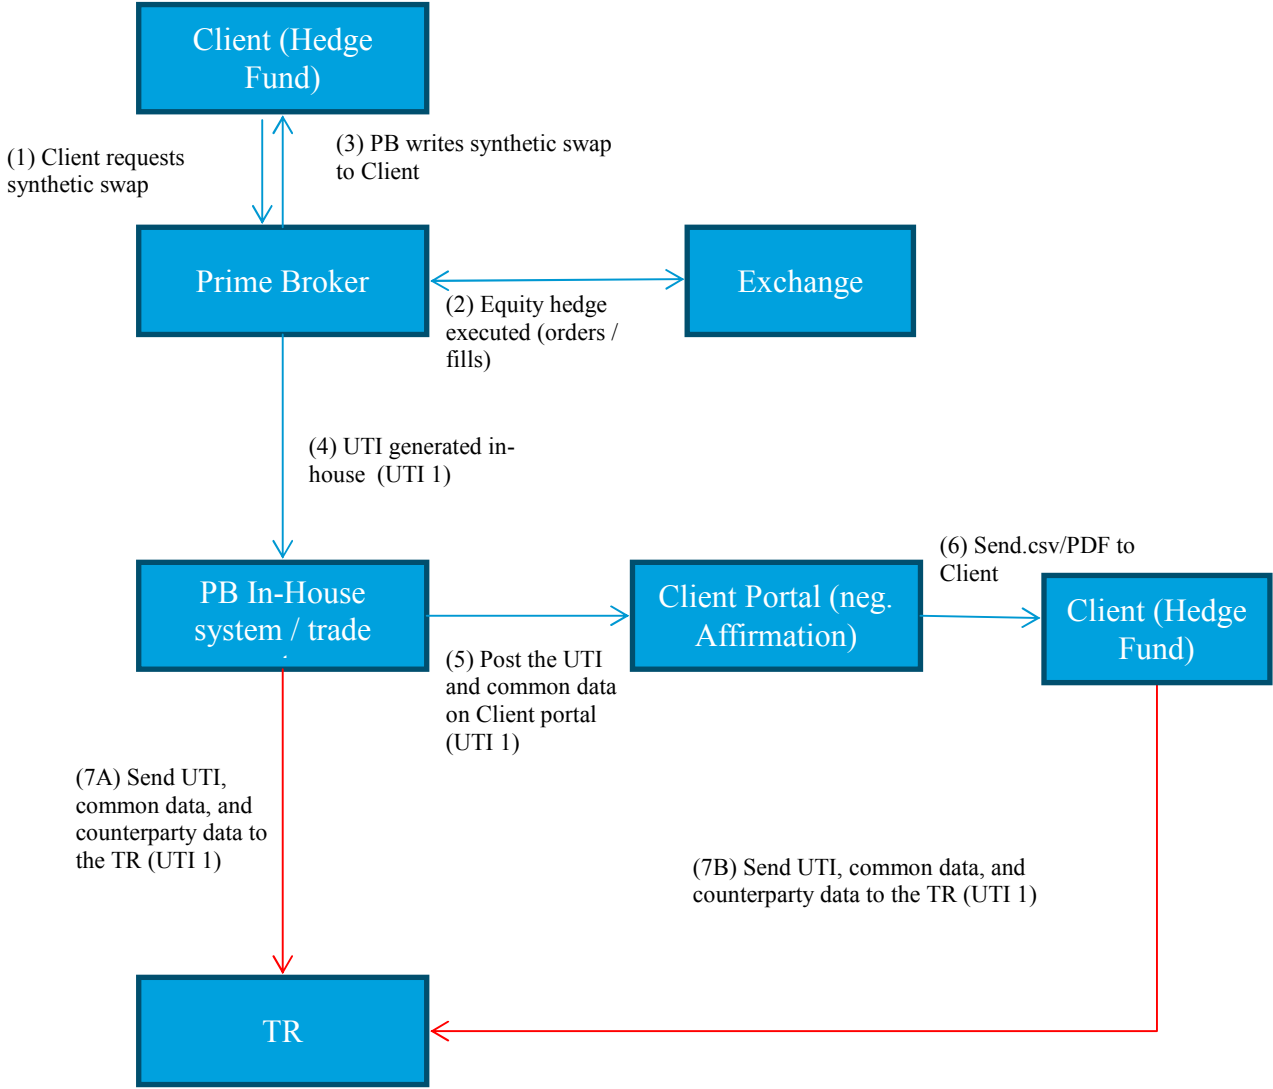 Client (Hedge
Fund)
(1) Client requests
synthetic swap
(3) PB writes synthetic swap
to Client
Prime Broker
Exchange
(2) Equity hedge
executed (orders /
fills)
(4) UTI generated in-
house  (UTI 1)
PB In-House
system / trade
Client Portal (neg.
Affirmation)
(6) Send.csv/PDF to
Client
Client (Hedge
Fund)
(5) Post the UTI
and common data
on Client portal
(UTI 1)
(7A) Send UTI,
common data, and
counterparty data to
the TR (UTI 1)
(7B) Send UTI, common data, and
counterparty data to the TR (UTI 1)
TR